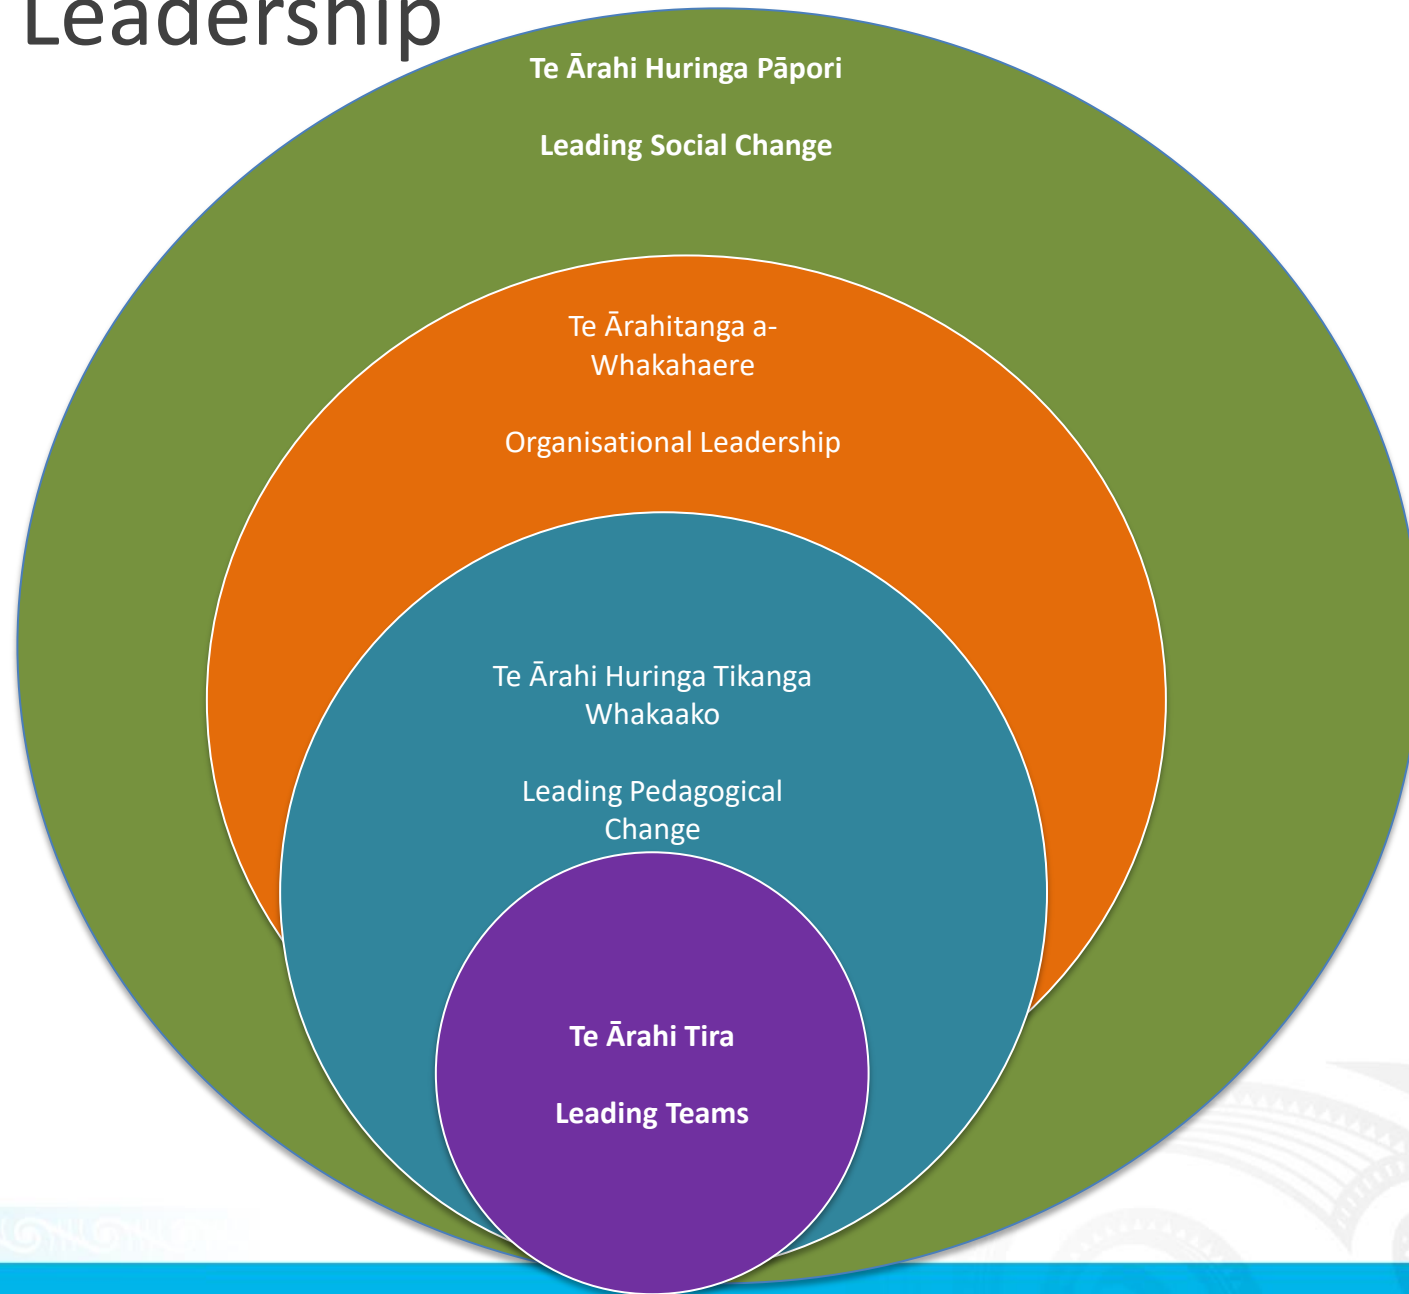 Leadership
Te Ārahi Huringa Pāpori
Leading Social Change
Te Ārahitanga a-
Whakahaere
Organisational Leadership
Te Ārahi Huringa Tikanga
Whakaako
Leading Pedagogical
Change
Te Ārahi Tira
Leading Teams